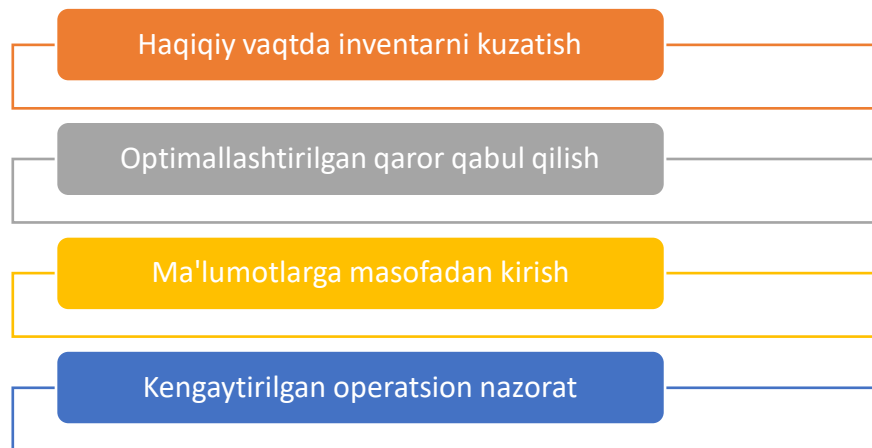 Haqiqiy vaqtda inventarni kuzatish
Optimallashtirilgan qaror qabul qilish
Ma'lumotlarga masofadan kirish
Kengaytirilgan operatsion nazorat